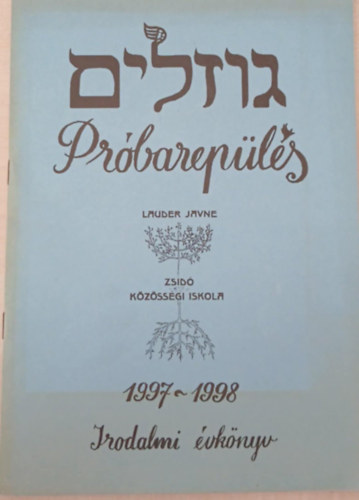 גוזלים
Próbarepülés
LAUDER JAVNE
ZSIDÓ
KÖZÖSSÉGI ISKOLA
1997~1998
Irodalmi évkönyv